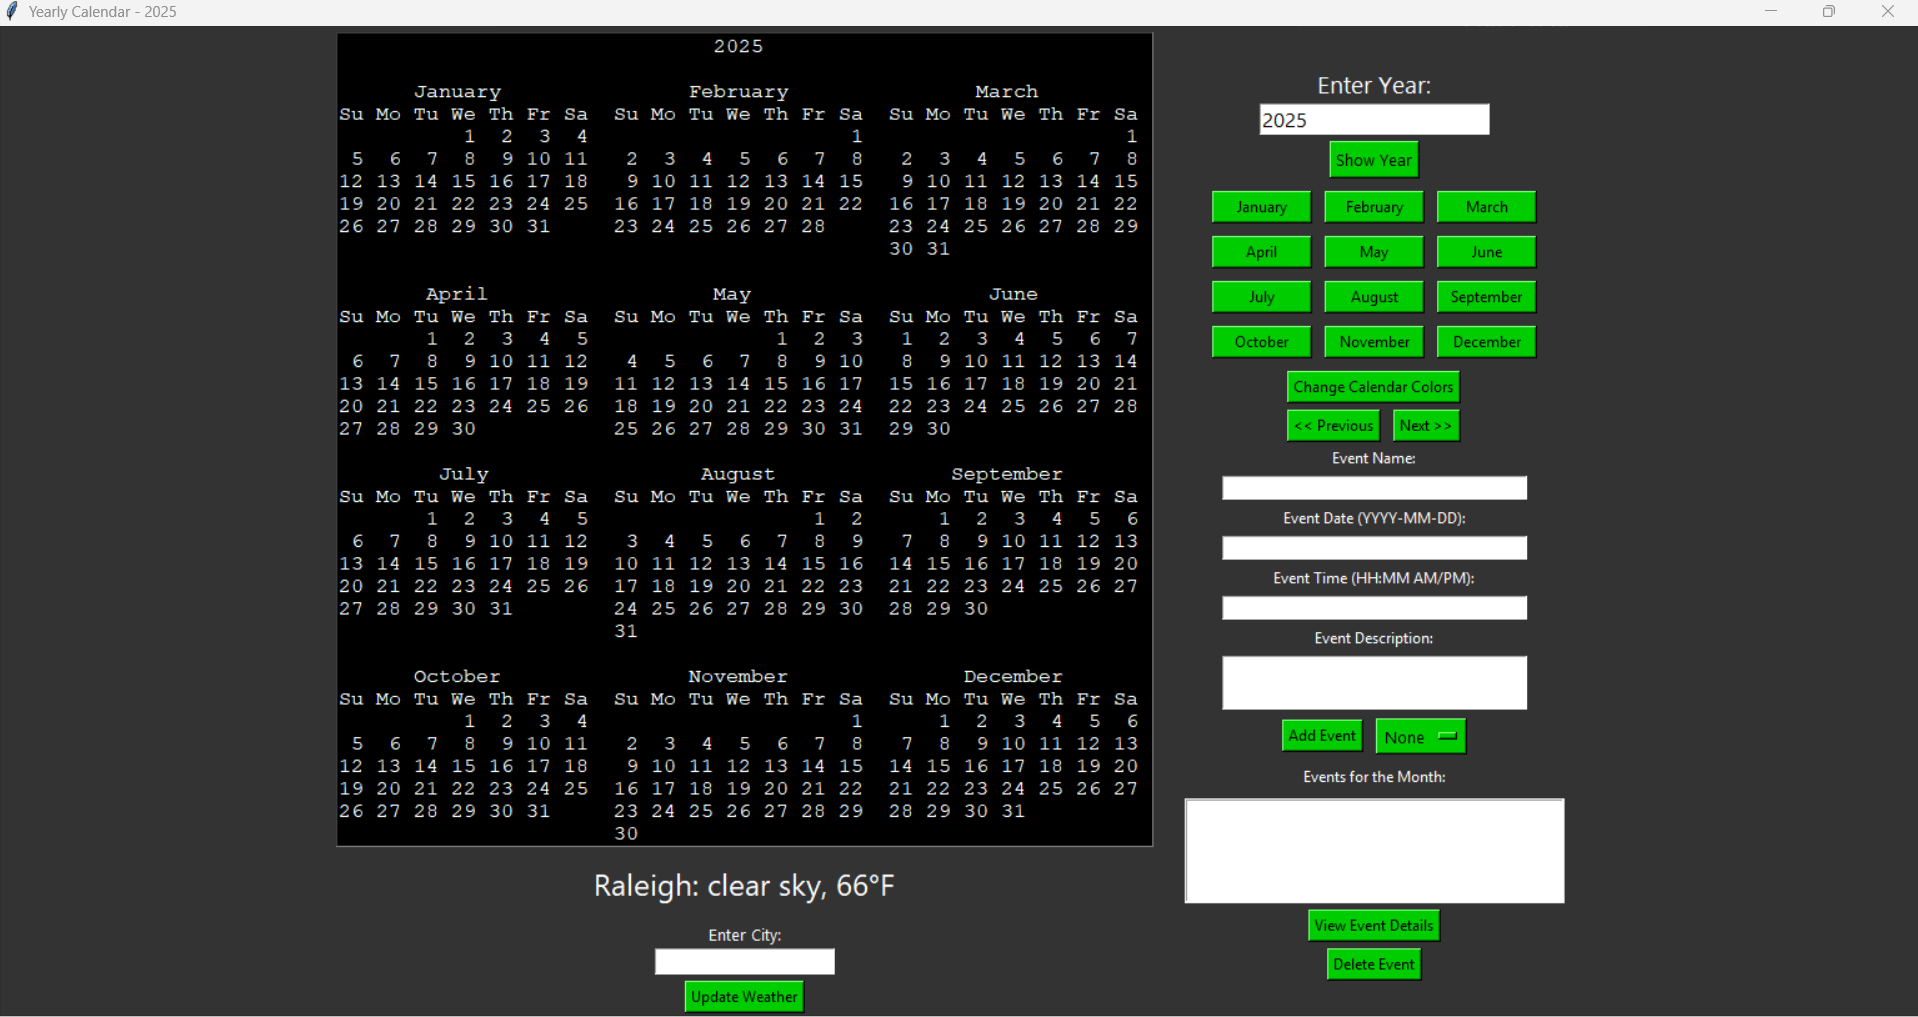 Yearly Calendar - 2025
2025
January February March
Su Mo Tu We Th Fr Sa Su Mo Tu We Th Fr Sa Su Mo Tu We Th Fr Sa
1 2 3 4 1 1
5 6 7 8 9 10 11 2 3 4 5 6 7 8 2 3 4 5 6 7 8
12 13 14 15 16 17 18 9 10 11 12 13 14 15 9 10 11 12 13 14 15
19 20 21 22 23 24 25 16 17 18 19 20 21 22 16 17 18 19 20 21 22
26 27 28 29 30 31 23 24 25 26 27 28 23 24 25 26 27 28 29
30 31
April May June
Su Mo Tu We Th Fr Sa Su Mo Tu We Th Fr Sa Su Mo Tu We Th Fr Sa
1 2 3 4 5 1 2 3 1 2 3 4 5 6 7
6 7 8 9 10 11 12 4 5 6 7 8 9 10 8 9 10 11 12 13 14
13 14 15 16 17 18 19 11 12 13 14 15 16 17 15 16 17 18 19 20 21
20 21 22 23 24 25 26 18 19 20 21 22 23 24 22 23 24 25 26 27 28
27 28 29 30 25 26 27 28 29 30 31 29 30
July August September
Su Mo Tu We Th Fr Sa Su Mo Tu We Th Fr Sa Su Mo Tu We Th Fr Sa
1 2 3 4 5 1 2 1 2 3 4 5 6
6 7 8 9 10 11 12 3 4 5 6 7 8 9 7 8 9 10 11 12 13
13 14 15 16 17 18 19 10 11 12 13 14 15 16 14 15 16 17 18 19 20
20 21 22 23 24 25 26 17 18 19 20 21 22 23 21 22 23 24 25 26 27
27 28 29 30 31 24 25 26 27 28 29 30 28 29 30
31
October November December
Su Mo Tu We Th Fr Sa Su Mo Tu We Th Fr Sa Su Mo Tu We Th Fr Sa
1 2 3 4 1 1 2 3 4 5 6
5 6 7 8 9 10 11 2 3 4 5 6 7 8 7 8 9 10 11 12 13
12 13 14 15 16 17 18 9 10 11 12 13 14 15 14 15 16 17 18 19 20
19 20 21 22 23 24 25 16 17 18 19 20 21 22 21 22 23 24 25 26 27
26 27 28 29 30 31 23 24 25 26 27 28 29 28 29 30 31
30
Raleigh: clear sky, 66°F
Enter City:
Update Weather
Enter Year:
2025
Show Year
January February March
April May June
July August September
October November December
Change Calendar Colors
<< Previous Next >>
Event Name:
Event Date (YYYY-MM-DD):
Event Time (HH:MM AM/PM):
Event Description:
Add Event None
Events for the Month:
View Event Details
Delete Event